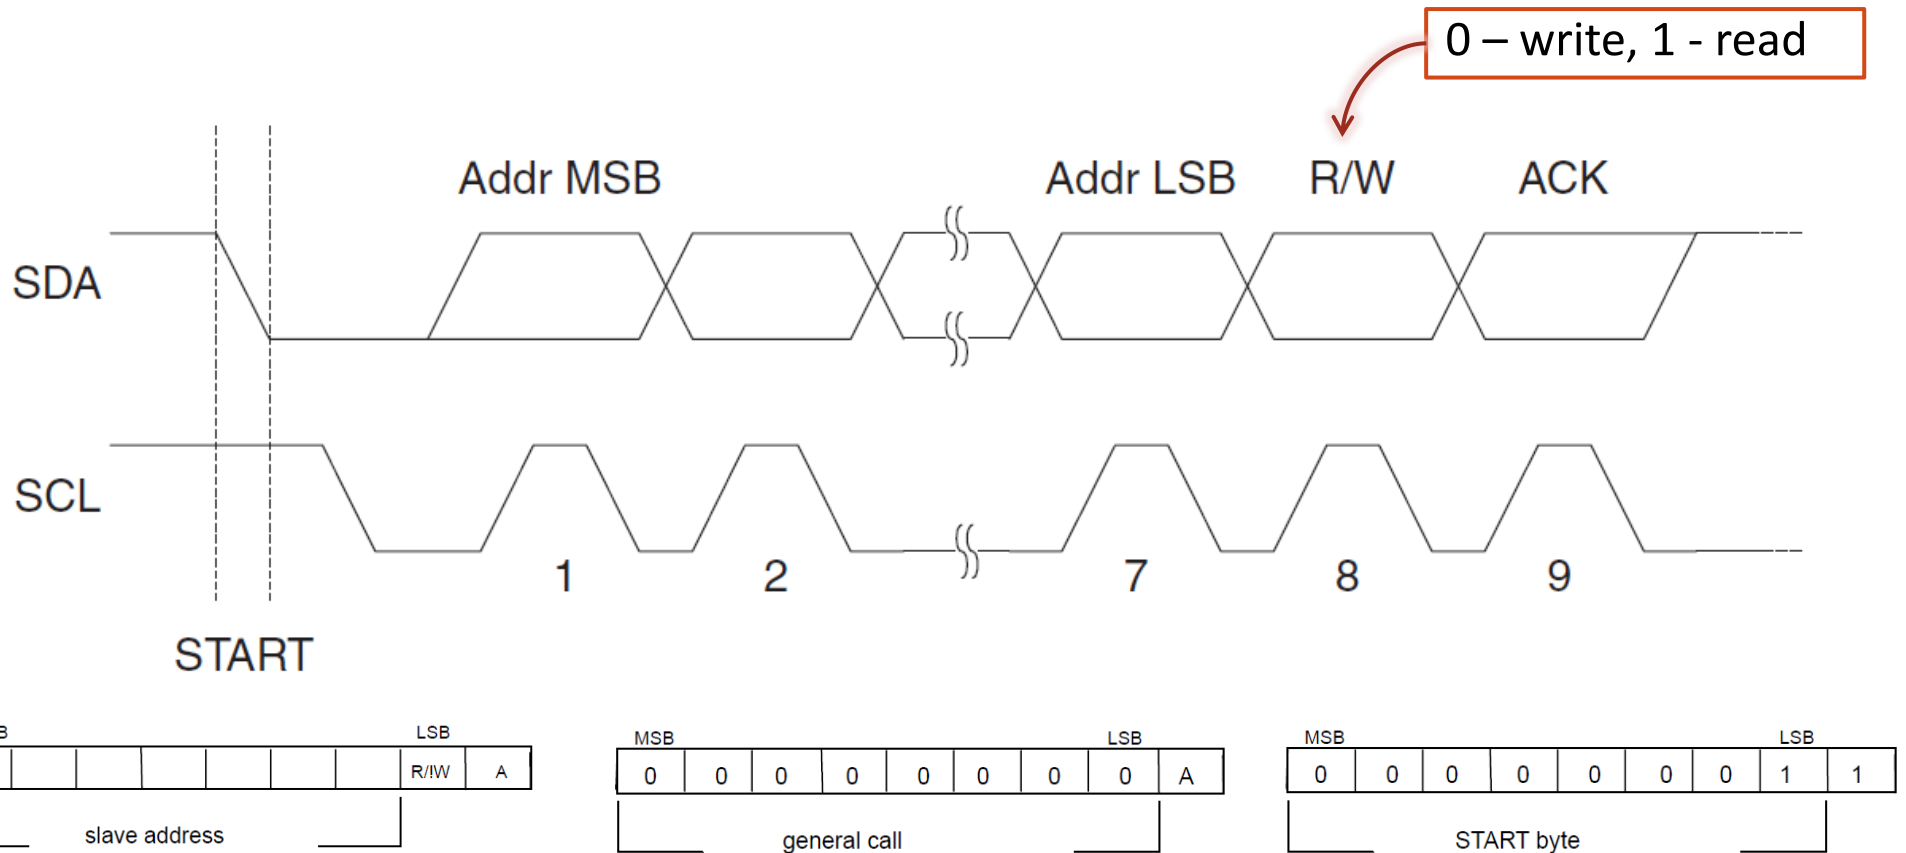 0 – write, 1 - read
Addr MSB Addr LSB R/W ACK
SDA
SCL
1 2 7 8 9
START
LSB
R/!W A
slave address
MSB LSB
0 0 0 0 0 0 0 0 A
general call
MSB LSB
0 0 0 0 0 0 0 1 1
START byte